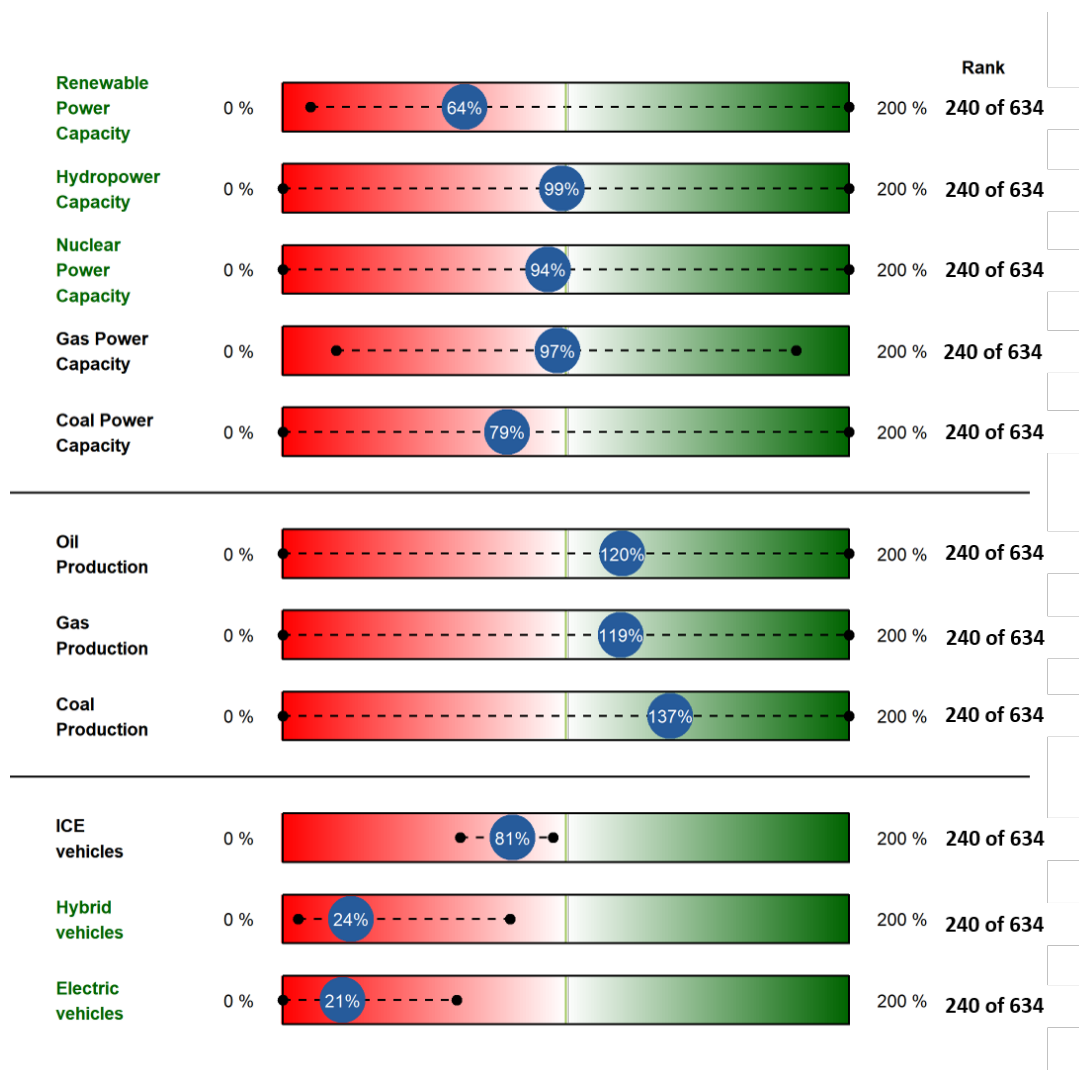 Rank
Renewable
Power
Capacity
0 %
64%
200 %
240 of 634
Hydropower
Capacity
0 %
99%
200 %
240 of 634
Nuclear
Power
Capacity
0 %
94%
200 %
240 of 634
Gas Power
Capacity
0 %
97%
200 %
240 of 634
Coal Power
Capacity
0 %
79%
200 %
240 of 634
Oil
Production
0 %
120%
200 %
240 of 634
Gas
Production
0 %
119%
200 %
240 of 634
Coal
Production
0 %
137%
200 %
240 of 634
ICE
vehicles
0 %
81%
200 %
240 of 634
Hybrid
vehicles
0 %
24%
200 %
240 of 634
Electric
vehicles
0 %
21%
200 %
240 of 634